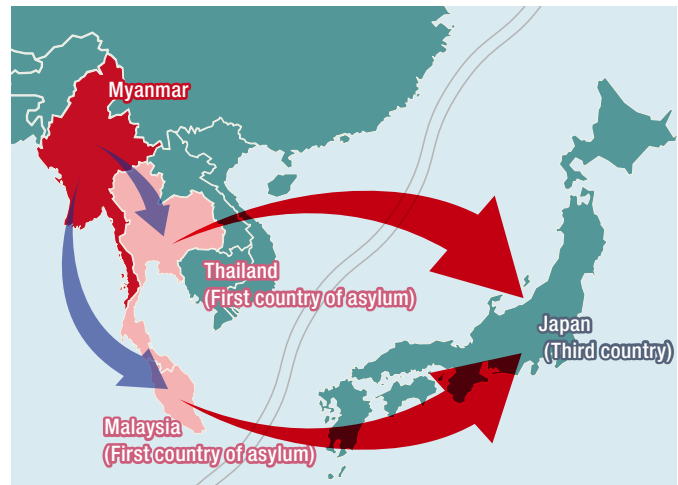 Myanmar
Thailand
(First country of asylum)
Japan
(Third country)
Malaysia
(First country of asylum)